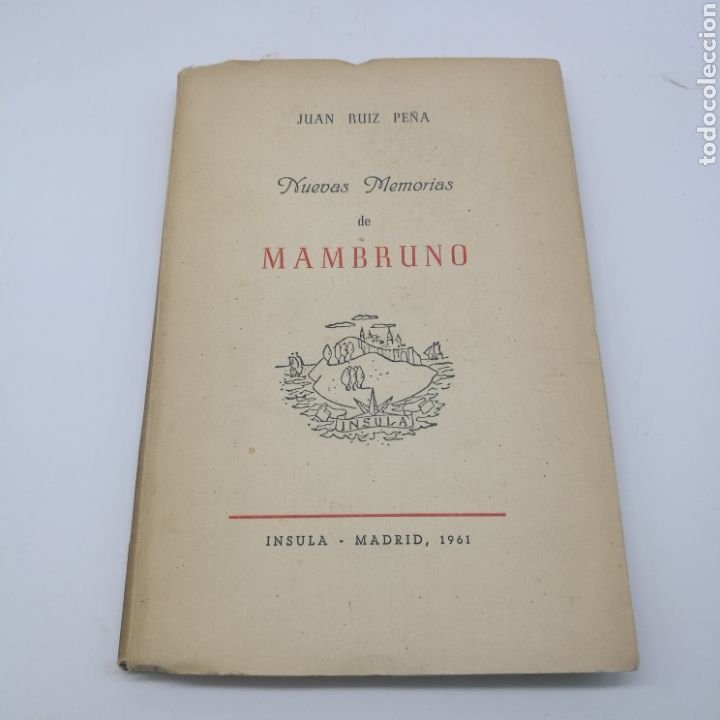 JUAN RUIZ PEÑA
Nuevas Memorias
de
MAMBRUNO
INSULA
INSULA - MADRID, 1961
todocoleccion